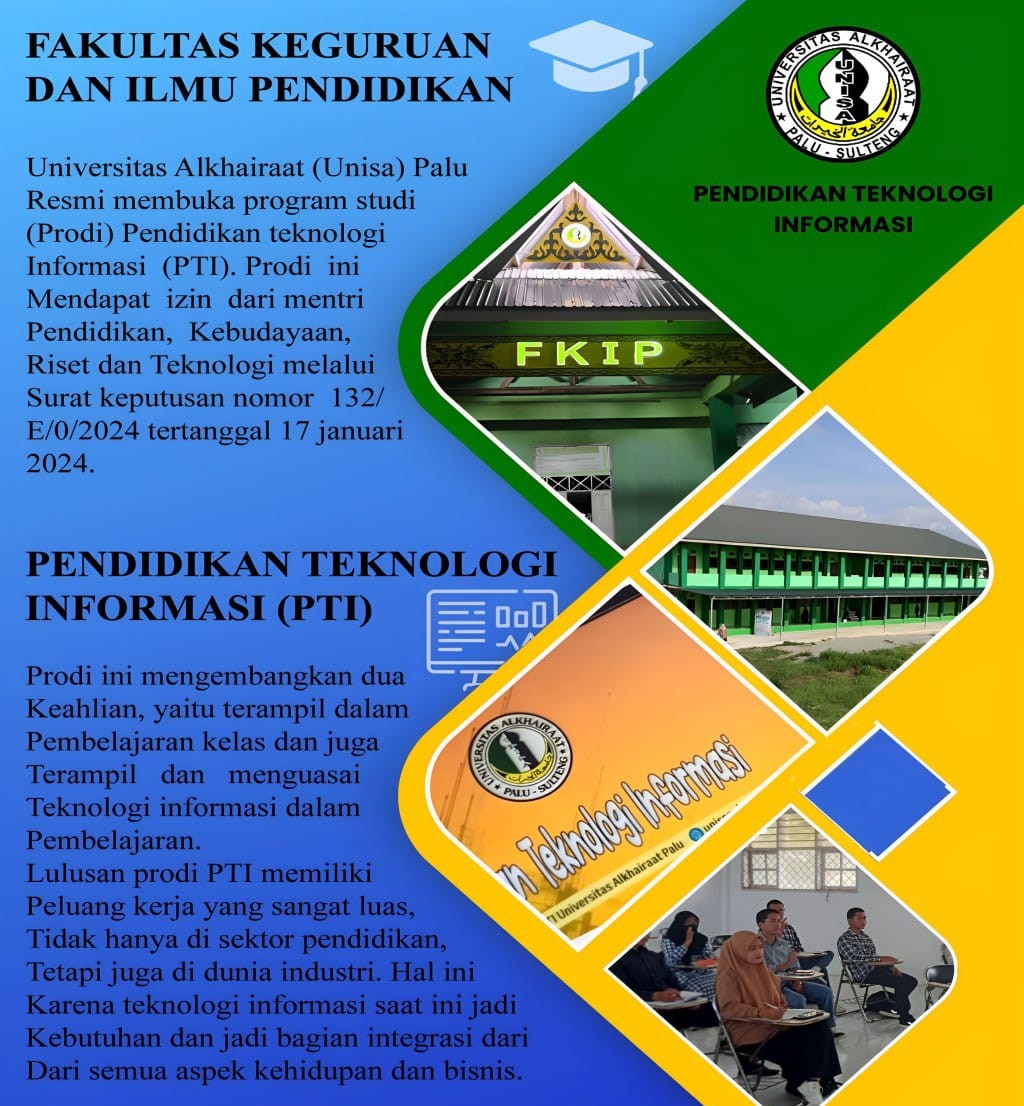 FAKULTAS KEGURUAN
DAN ILMU PENDIDIKAN
Universitas Alkhairaat (Unisa) Palu
Resmi membuka program studi
(Prodi) Pendidikan teknologi
Informasi (PTI). Prodi ini
Mendapat izin dari mentri
Pendidikan, Kebudayaan,
Riset dan Teknologi melalui
Surat keputusan nomor 132/
E/0/2024 tertanggal 17 januari
2024.
PENDIDIKAN TEKNOLOGI
INFORMASI (PTI)
Prodi ini mengembangkan dua
Keahlian, yaitu terampil dalam
Pembelajaran kelas dan juga
Terampil dan menguasai
Teknologi informasi dalam
Pembelajaran.
Lulusan prodi PTI memiliki
Peluang kerja yang sangat luas,
Tidak hanya di sektor pendidikan,
Tetapi juga di dunia industri. Hal ini
Karena teknologi informasi saat ini jadi
Kebutuhan dan jadi bagian integrasi dari
Dari semua aspek kehidupan dan bisnis.
UNIVERSITAS ALKHAIRAAT
UNISA
جامعة الخيرات
PALU - SULTENG
PENDIDIKAN TEKNOLOGI
INFORMASI
FKIP
UNIVERSITAS ALKHAIRAAT
PALU - SULTENG
Teknologi Informasi
Universitas Alkhairaat Palu